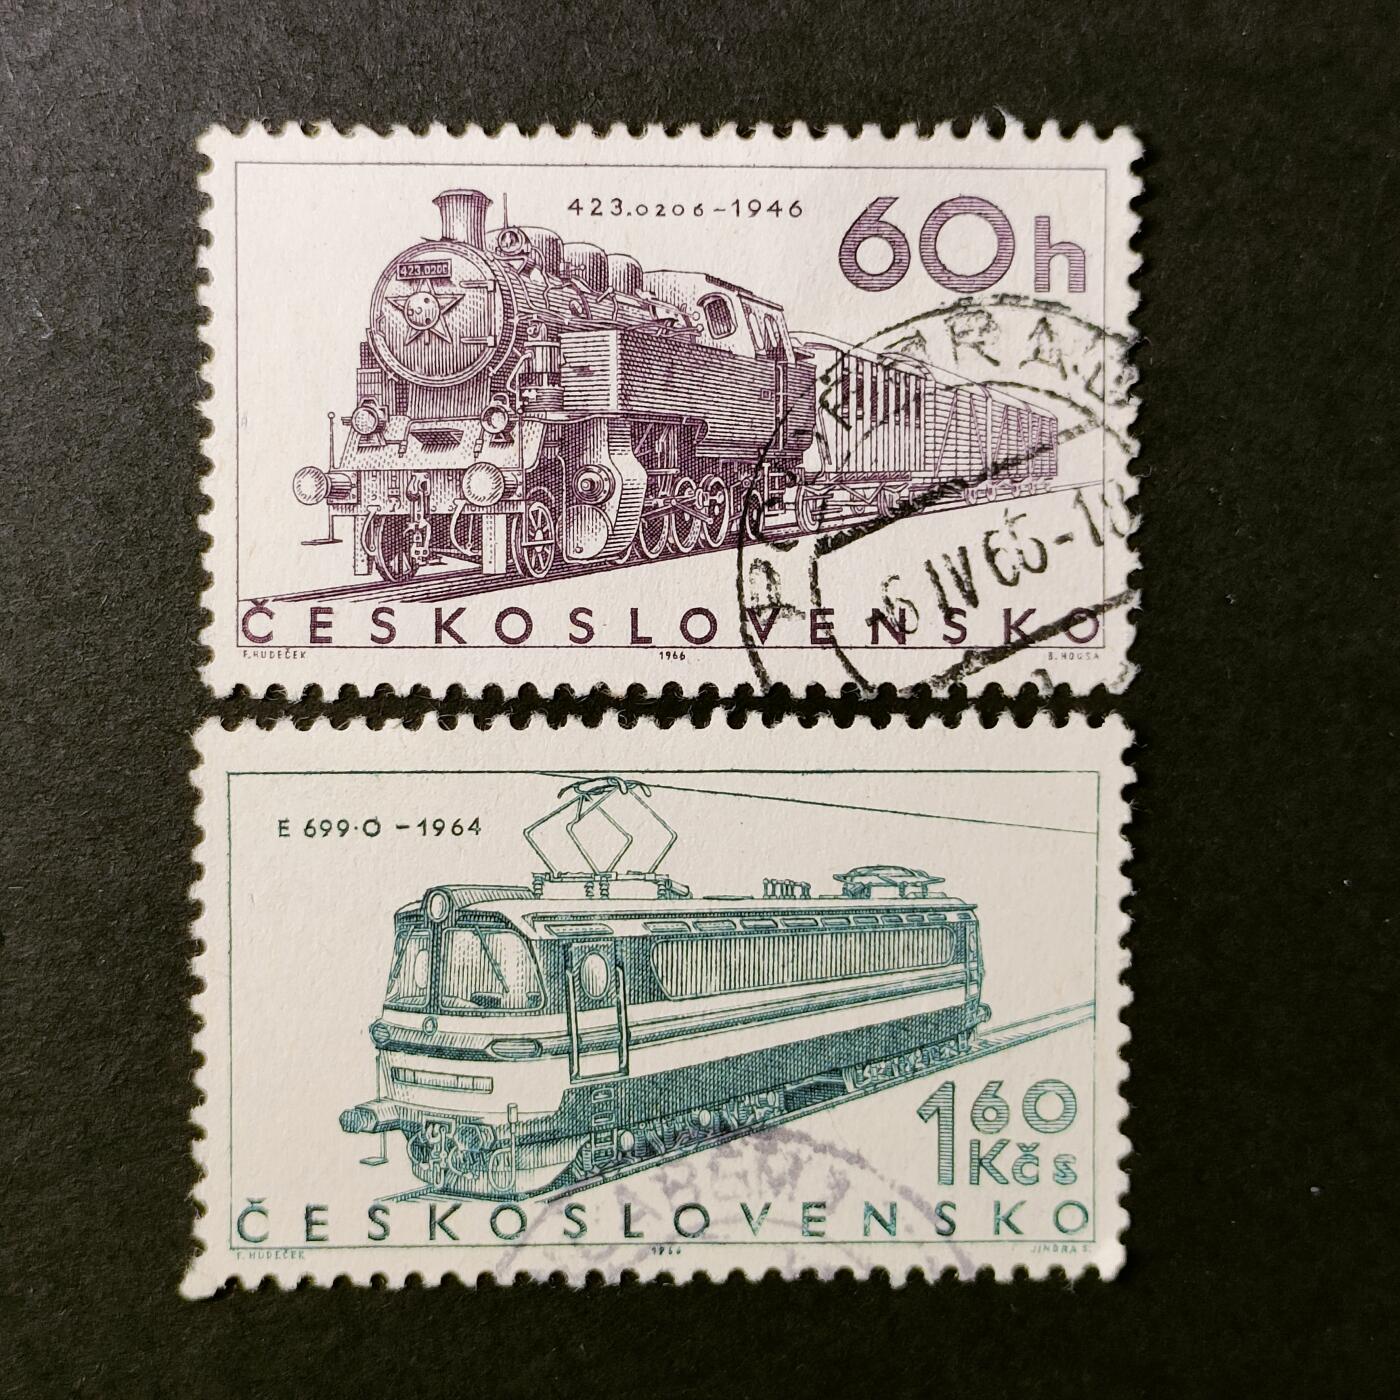 423.0206-1946
60h
423.0206
6 IV 66-18
ČESKOSLOVENSKO
F. HUDEČEK 1966 B. HOUSA
E 699·0 -1964
1 60
Kčs
ČESKOSLOVENSKO
F. HUDEČEK 1966 JINDRA S.